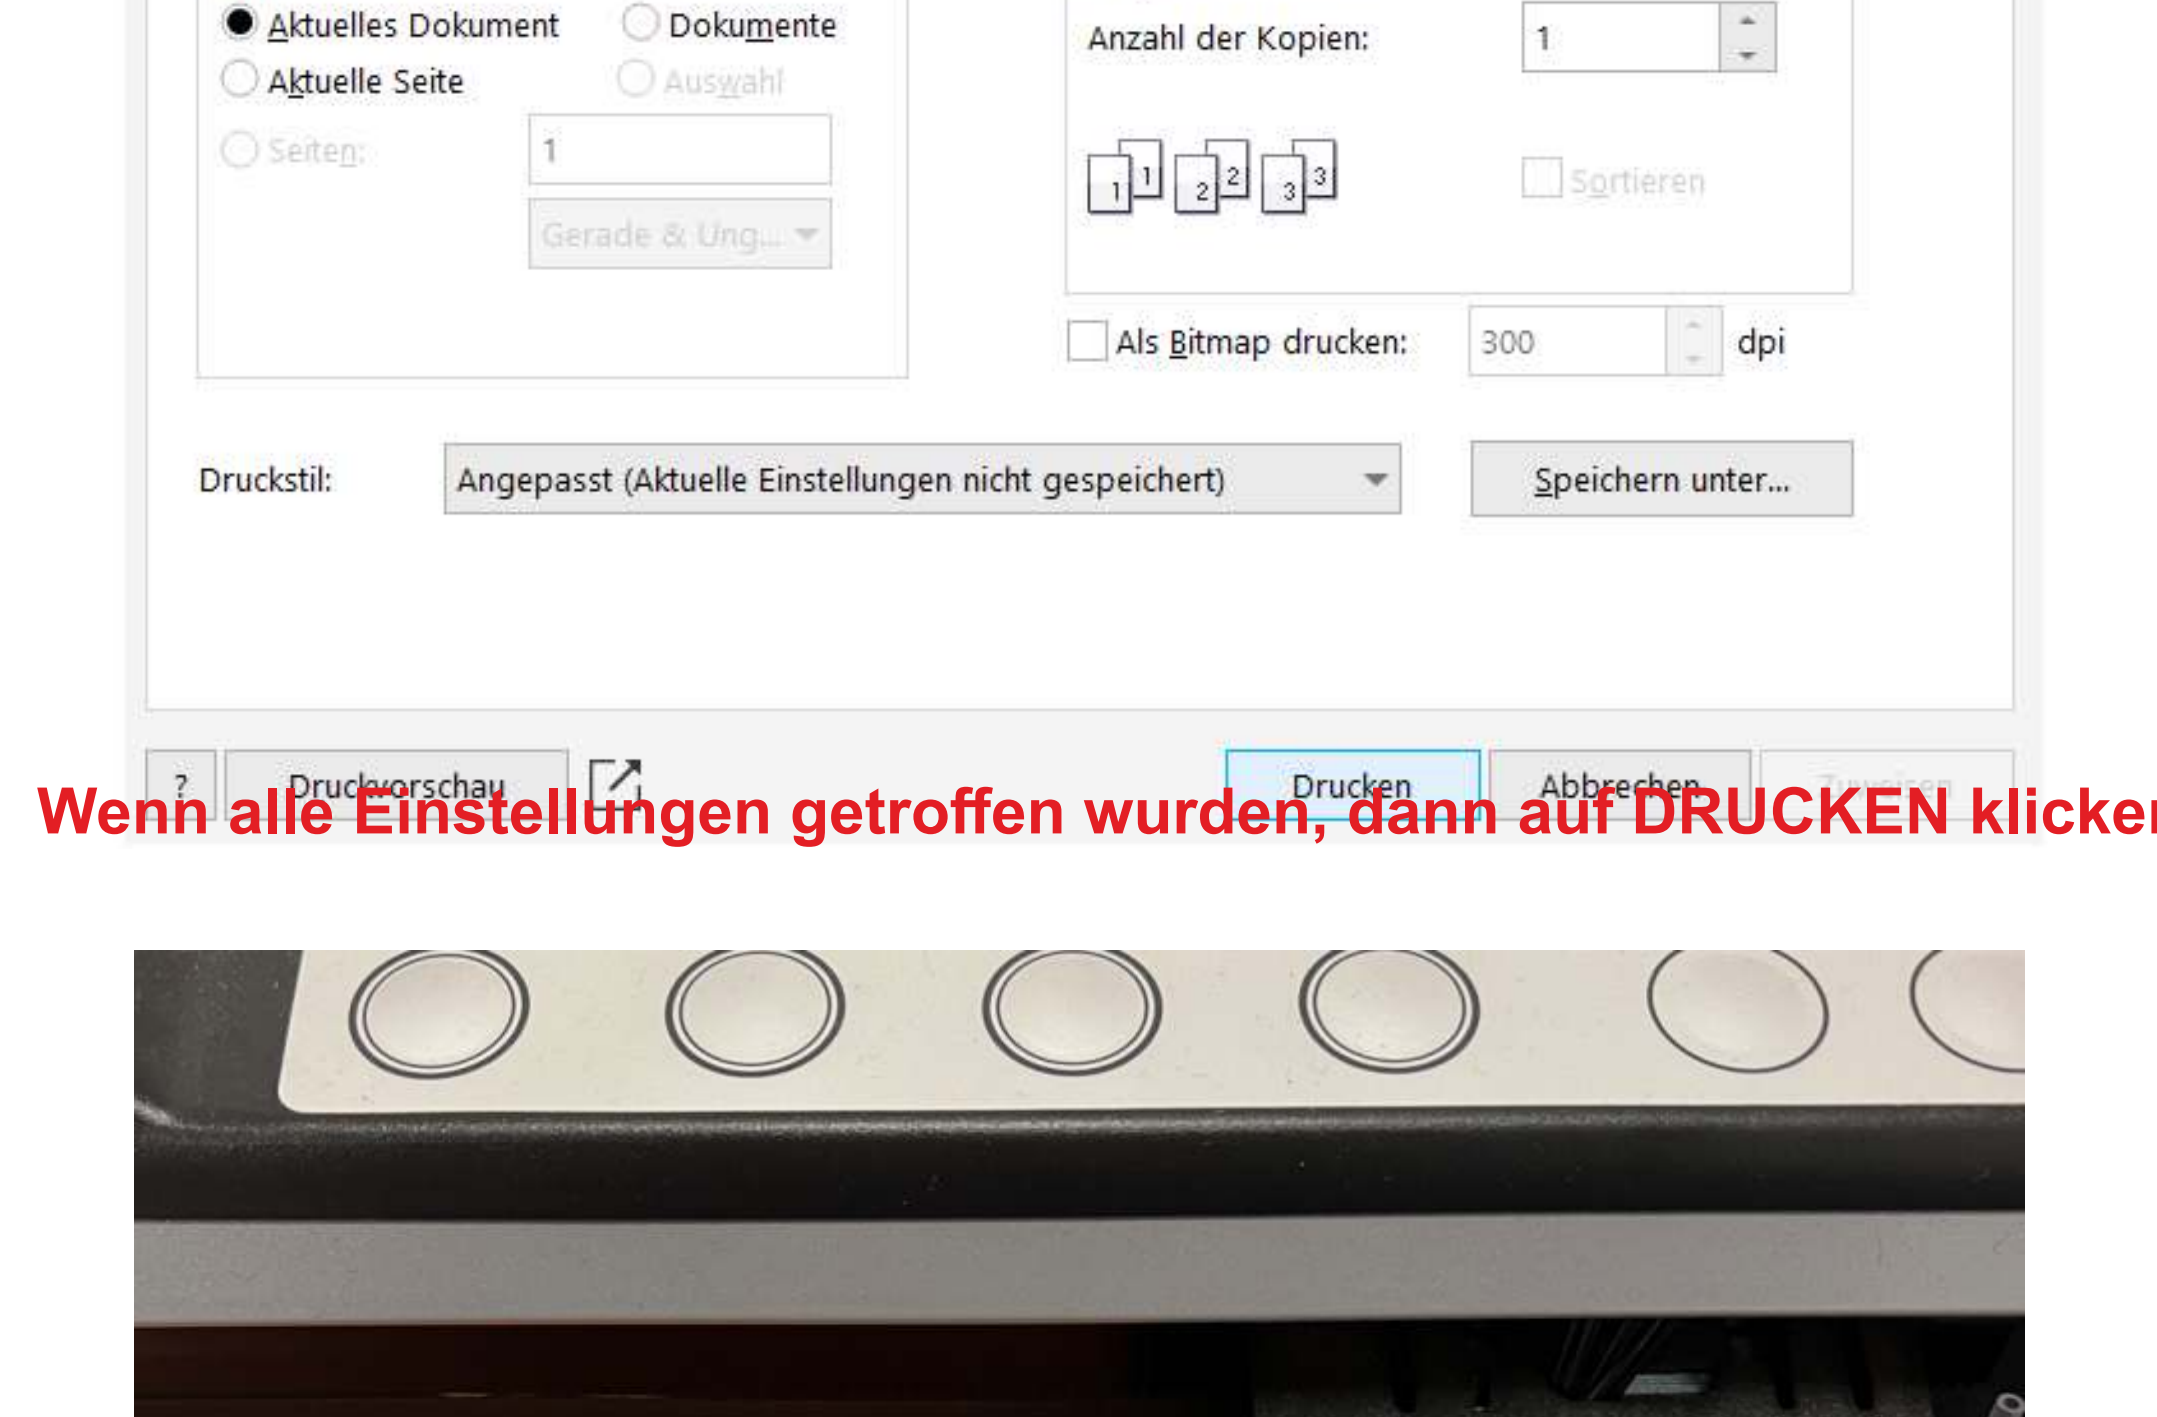 Aktuelles Dokument Dokumente
Anzahl der Kopien: 1
Aktuelle Seite Auswahl
Seiten: 1
1 1 2 2 3 3 Sortieren
Gerade & Ung...
Als Bitmap drucken: 300 dpi
Druckstil: Angepasst (Aktuelle Einstellungen nicht gespeichert) Speichern unter...
? Druckvorschau Drucken Abbrechen Zuweisen
Wenn alle Einstellungen getroffen wurden, dann auf DRUCKEN klicken